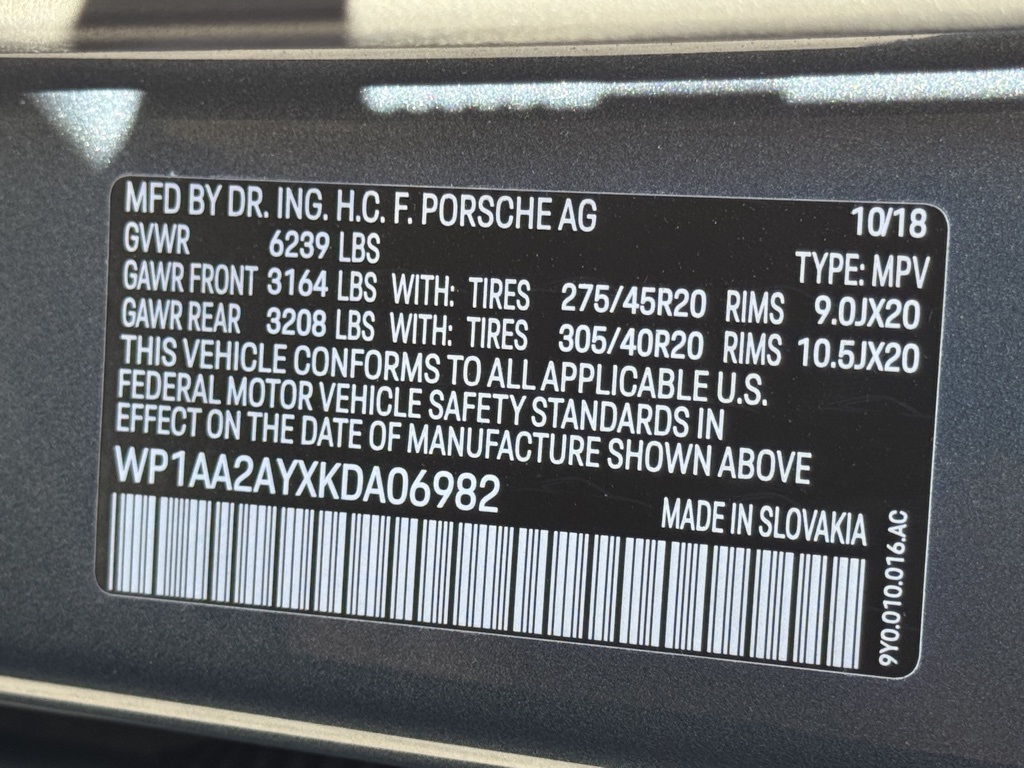 MFD BY DR. ING. H.C. F. PORSCHE AG 10/18
GVWR 6239 LBS TYPE: MPV
GAWR FRONT 3164 LBS WITH: TIRES 275/45R20 RIMS 9.0JX20
GAWR REAR 3208 LBS WITH: TIRES 305/40R20 RIMS 10.5JX20
THIS VEHICLE CONFORMS TO ALL APPLICABLE U.S.
FEDERAL MOTOR VEHICLE SAFETY STANDARDS IN
EFFECT ON THE DATE OF MANUFACTURE SHOWN ABOVE
WP1AA2AYXKDA06982
MADE IN SLOVAKIA
9Y0.010.016.AC